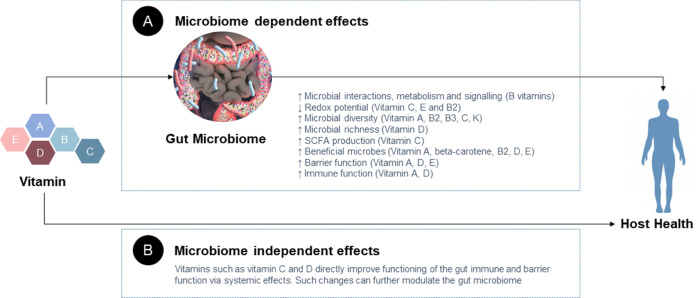 A Microbiome dependent effects
Gut Microbiome
↑ Microbial interactions, metabolism and signalling (B vitamins)
↓ Redox potential (Vitamin C, E and B2)
↑ Microbial diversity (Vitamin A, B2, B3, C, K)
↑ Microbial richness (Vitamin D)
↑ SCFA production (Vitamin C)
↑ Beneficial microbes (Vitamin A, beta-carotene, B2, D, E)
↑ Barrier function (Vitamin A, D, E)
↑ Immune function (Vitamin A, D)
A
E B
D C
Vitamin
Host Health
B Microbiome independent effects
Vitamins such as vitamin C and D directly improve functioning of the gut immune and barrier
function via systemic effects. Such changes can further modulate the gut microbiome